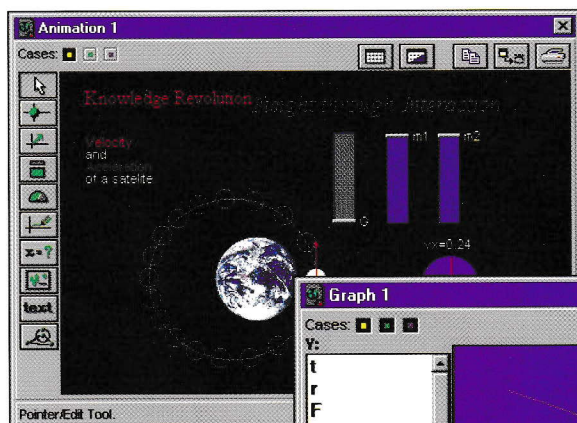 Animation 1
Cases:
Knowledge Revolution
through
Velocity
and
of a satelite
m1
m2
0
vx=0.24
x=?
text
Pointer/Edit Tool.
Graph 1
Cases:
Y:
t
r
F